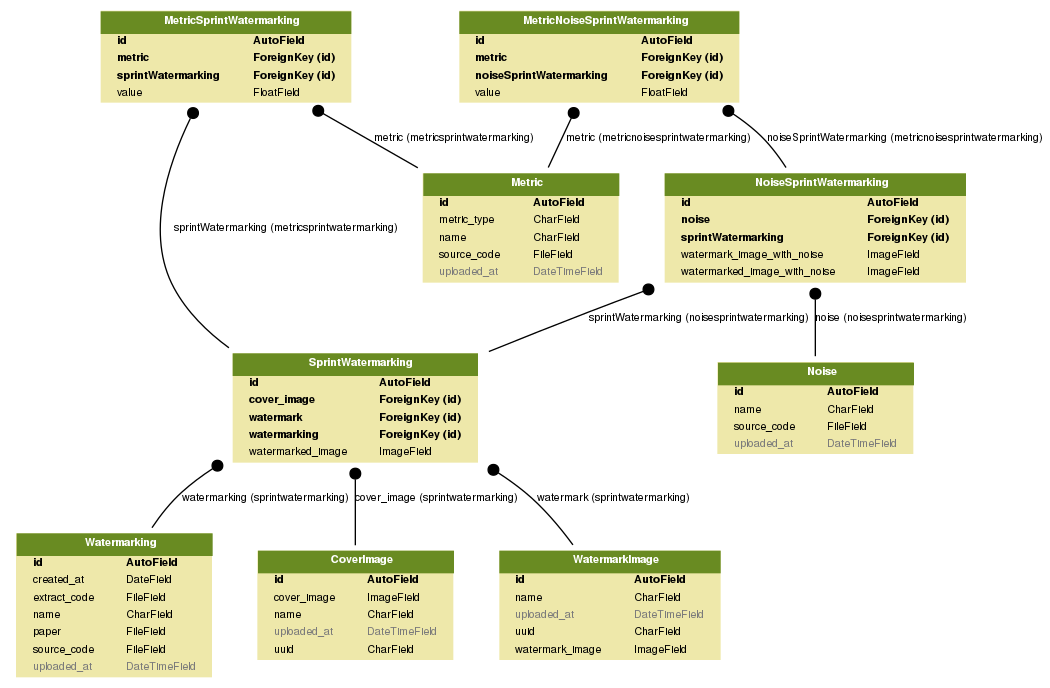 MetricSprintWatermarking
id AutoField
metric ForeignKey (id)
sprintWatermarking ForeignKey (id)
value FloatField
MetricNoiseSprintWatermarking
id AutoField
metric ForeignKey (id)
noiseSprintWatermarking ForeignKey (id)
value FloatField
metric (metricsprintwatermarking)
metric (metricnoisesprintwatermarking)
noiseSprintWatermarking (metricnoisesprintwatermarking)
Metric
id AutoField
metric_type CharField
name CharField
source_code FileField
uploaded_at DateTimeField
NoiseSprintWatermarking
id AutoField
noise ForeignKey (id)
sprintWatermarking ForeignKey (id)
watermark_image_with_noise ImageField
watermarked_image_with_noise ImageField
sprintWatermarking (metricsprintwatermarking)
sprintWatermarking (noisesprintwatermarking)
noise (noisesprintwatermarking)
SprintWatermarking
id AutoField
cover_image ForeignKey (id)
watermark ForeignKey (id)
watermarking ForeignKey (id)
watermarked_image ImageField
Noise
id AutoField
name CharField
source_code FileField
uploaded_at DateTimeField
watermarking (sprintwatermarking)
cover_image (sprintwatermarking)
watermark (sprintwatermarking)
Watermarking
id AutoField
created_at DateField
extract_code FileField
name CharField
paper FileField
source_code FileField
uploaded_at DateTimeField
CoverImage
id AutoField
cover_image ImageField
name CharField
uploaded_at DateTimeField
uuid CharField
WatermarkImage
id AutoField
name CharField
uploaded_at DateTimeField
uuid CharField
watermark_image ImageField